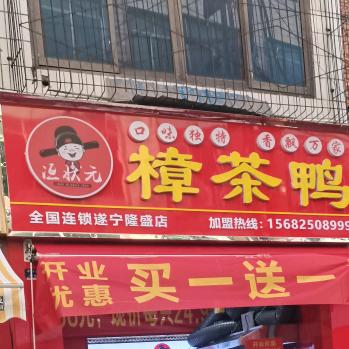 口味独特 香飘万家
樟茶鸭
状元
全国连锁遂宁隆盛店
加盟热线：15682508999
开业
优惠
买一送一